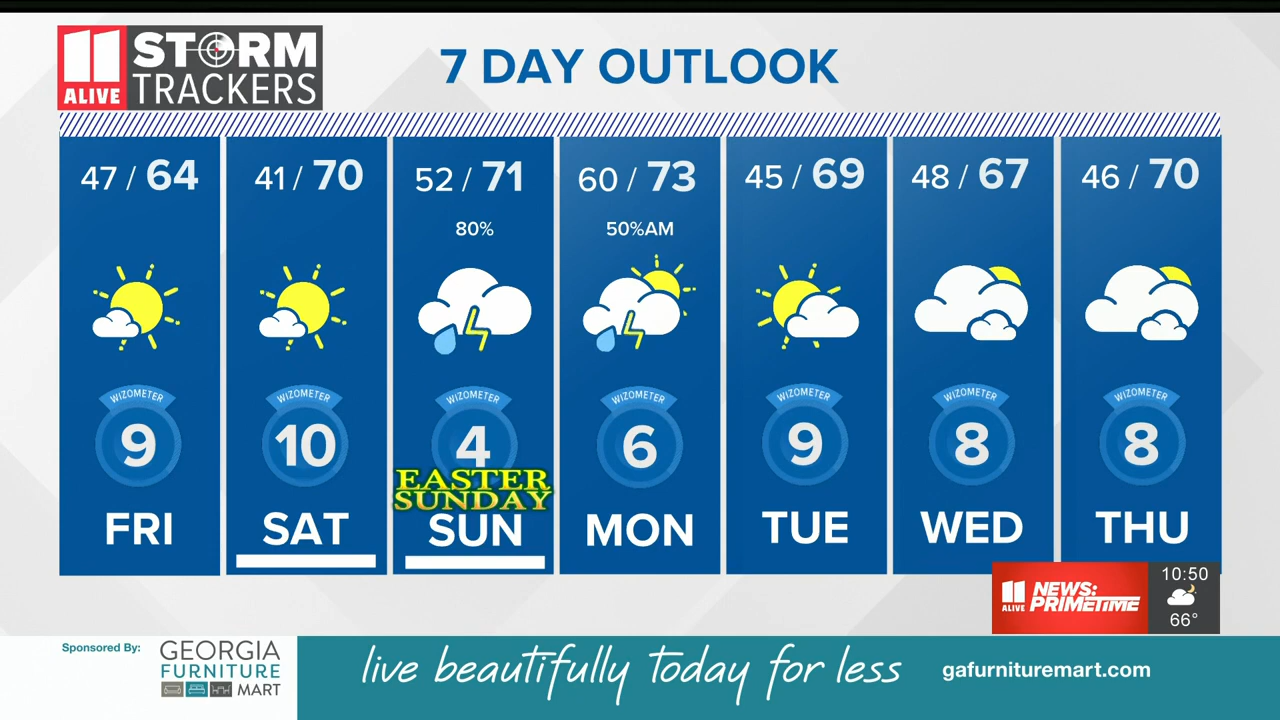 11 ALIVE STORM TRACKERS
7 DAY OUTLOOK
47 / 64
41 / 70
52 / 71
60 / 73
45 / 69
48 / 67
46 / 70
80%
50%AM
WIZOMETER
WIZOMETER
WIZOMETER
WIZOMETER
WIZOMETER
WIZOMETER
WIZOMETER
9
10
4
6
9
8
8
EASTER
SUNDAY
FRI
SAT
SUN
MON
TUE
WED
THU
11 ALIVE
NEWS:
PRIMETIME
10:50
66°
Sponsored By:
GEORGIA
FURNITURE
MART
live beautifully today for less
gafurnituremart.com